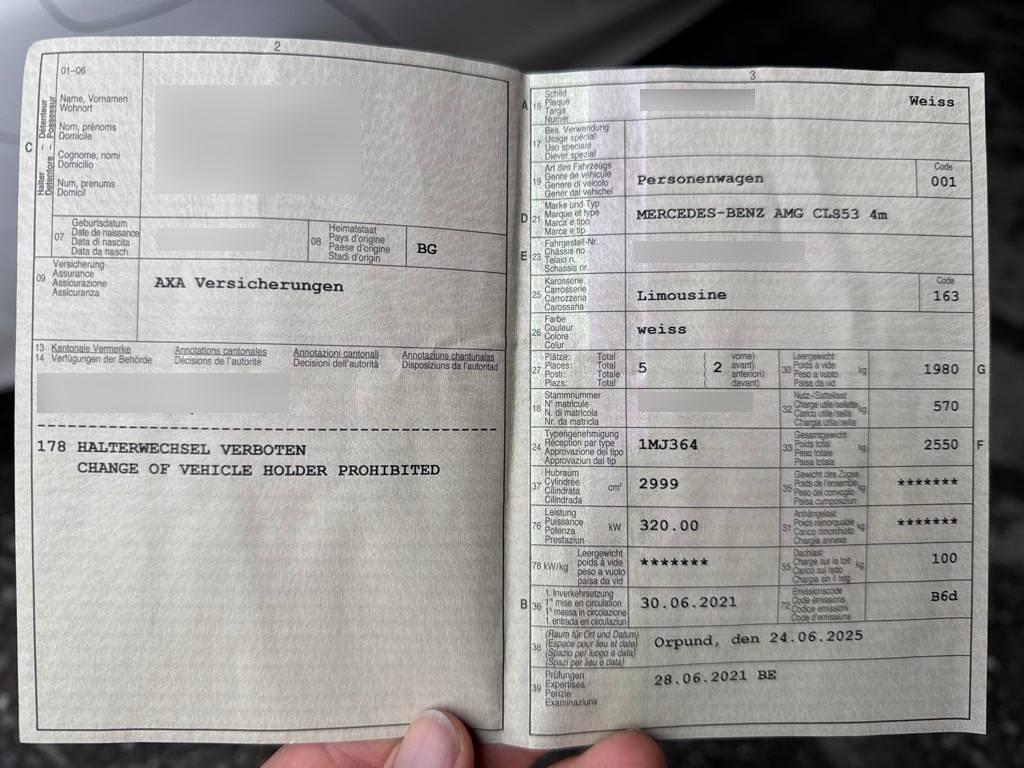 2
01-06
Name, Vornamen
Wohnort
Nom, prénoms
Domicile
Cognome, nomi
Domicilio
Num, prenums
Domicil
C
Halter - Détenteur
Detentore - Possessur
07
Geburtsdatum
Date de naissance
Data di nascita
Data da nasch.
08
Heimatstaat
Pays d'origine
Paese d'origine
Stadi d'origin
BG
09
Versicherung
Assurance
Assicurazione
Assicuranza
AXA Versicherungen
13 Kantonale Vermerke Annotations cantonales Annotazioni cantonali Annotaziuns chantunalas
14 Verfügungen der Behörde Décisions de l'autorité Decisioni dell'autorità Disposiziuns da l'autoritad
178 HALTERWECHSEL VERBOTEN
CHANGE OF VEHICLE HOLDER PROHIBITED
3
A 15
Schild
Plaque
Targa
Numer
Weiss
17
Bes. Verwendung
Usage spécial
Uso speciale
Diever spezial
19
Art des Fahrzeugs
Genre de véhicule
Genere di veicolo
Gener dal vehichel
Personenwagen
Code
001
D 21
Marke und Typ
Marque et type
Marca e tipo
Marca e tip
MERCEDES-BENZ AMG CLS53 4m
E 23
Fahrgestell-Nr.
Châssis no
Telaio n.
Schassis nr.
25
Karosserie
Carrosserie
Carrozzeria
Carossaria
Limousine
Code
163
26
Farbe
Couleur
Colore
Colur
weiss
27
Plätze: Total
Places: Total
Posti: Totale
Plazs: Total
5
2
vorne)
avant)
anteriori)
davant)
30
Leergewicht
Poids à vide
Peso a vuoto
Paisa da vid
kg
1980
G
18
Stammnummer
N° matricule
N. di matricola
Nr. da matricla
32
Nutz-/Sattellast
Charge utile/sellette
Carico utile/sella
Chargia utila/sella
kg
570
24
Typengenehmigung
Réception par type
Approvazione del tipo
Approvaziun dal tip
1MJ364
33
Gesamtgewicht
Poids total
Peso totale
Paisa totala
kg
2550
F
37
Hubraum
Cylindrée
Cilindrata
Cilindrada
cm³
2999
35
Gewicht des Zuges
Poids de l'ensemble
Peso del convoglio
Paisa cumposiziun
kg
*******
76
Leistung
Puissance
Potenza
Prestaziun
kW
320.00
31
Anhängelast
Poids remorquable
Carico rimorchiato
Chargia annexa
kg
*******
78 kW/kg
Leergewicht
poids à vide
peso a vuoto
paisa da vid
*******
55
Dachlast
Charge sur le toit
Carico sul tetto
Chargia sin il tetg
kg
100
B 36
1. Inverkehrsetzung
1re mise en circulation
1a messa in circolazione
1. entrada en circulaziun
30.06.2021
72
Emissionscode
Code émissions
Codice emissioni
Code d'emissiuns
B6d
38
(Raum für Ort und Datum)
(Espace pour lieu et date)
(Spazio per luogo e data)
(Spazi per lieu e data)
Orpund, den 24.06.2025
39
Prüfungen
Expertises
Perizie
Examinaziuns
28.06.2021 BE